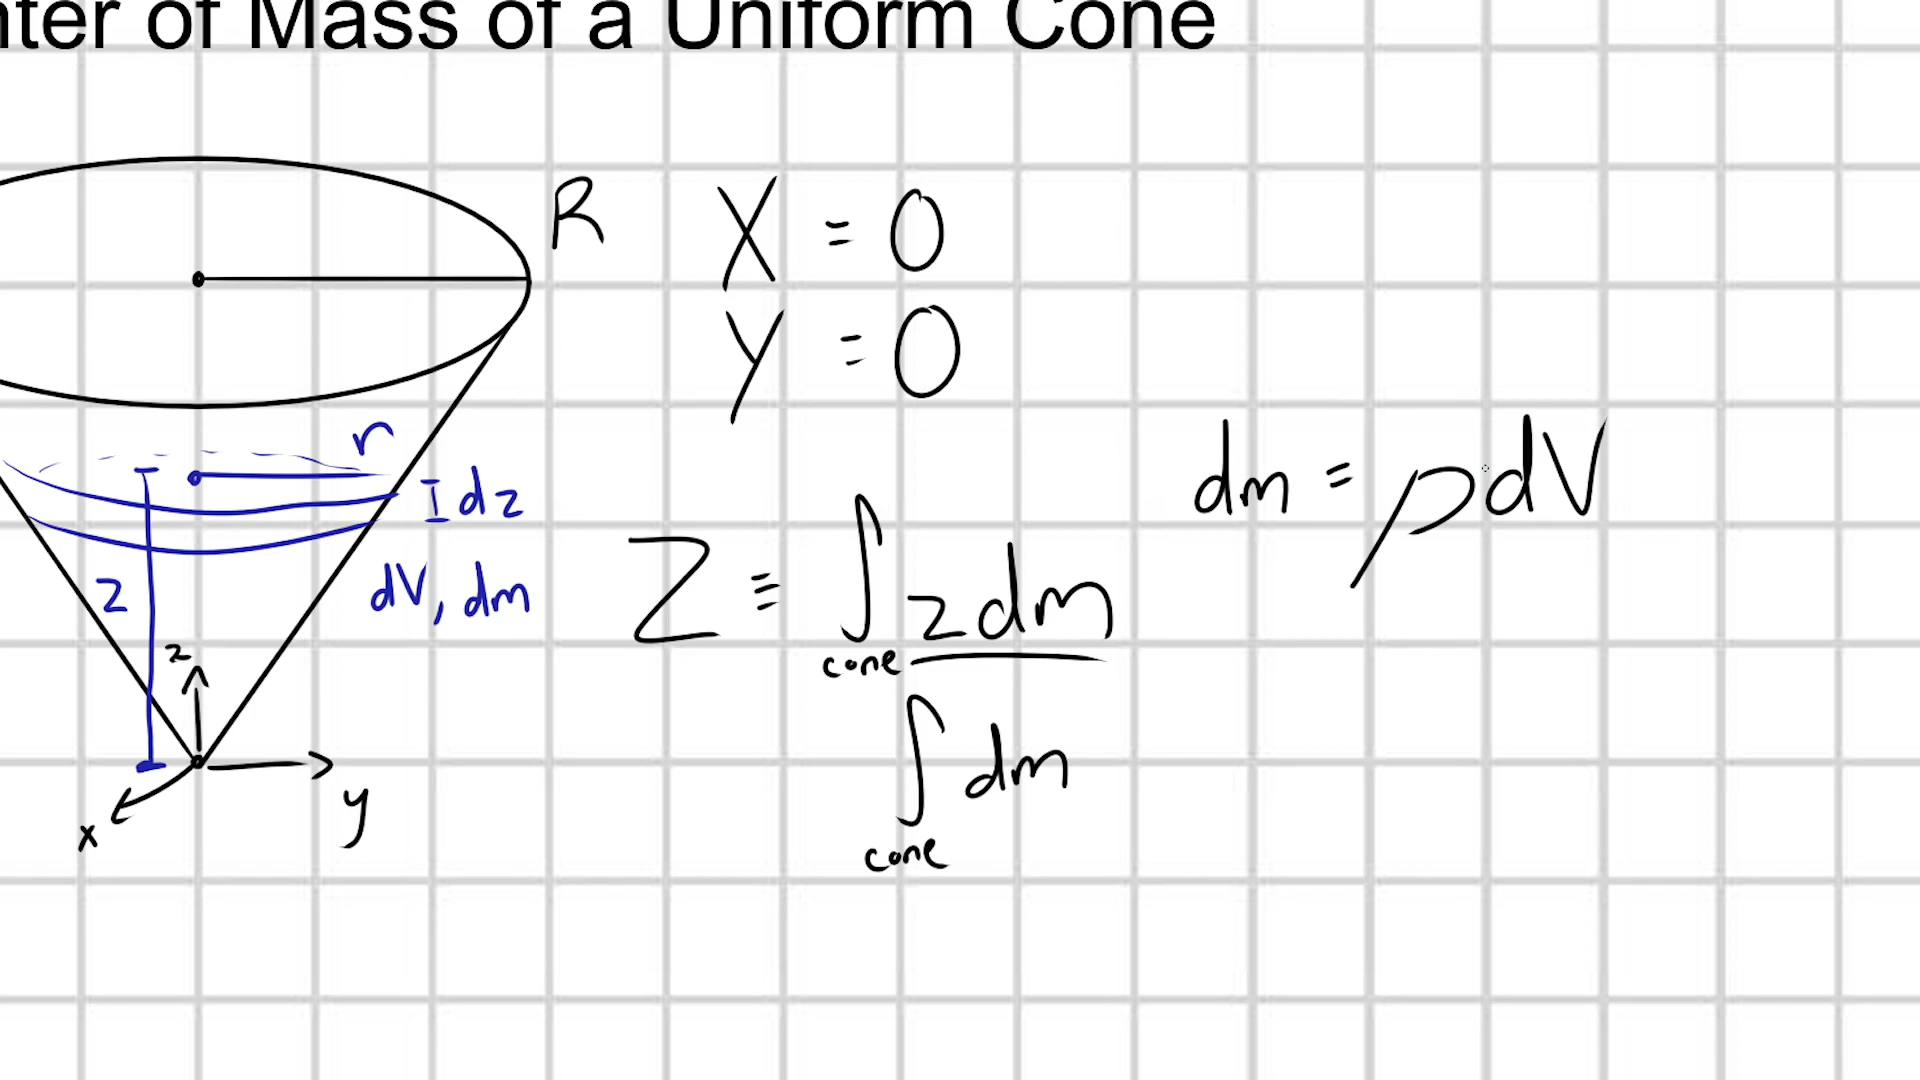 nter of Mass of a Uniform Cone
R
X = 0
Y = 0
r
dz
dV, dm
z
z
y
x
Z ≡ ∫cone z dm
∫cone dm
dm = ρdV